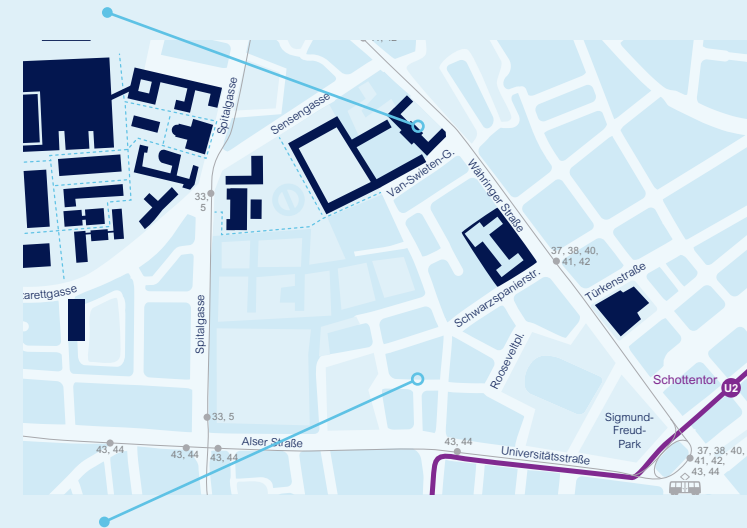 Spitalgasse
Sensengasse
Van-Swieten-G.
Währinger Straße
33,
5
37, 38, 40,
41, 42
Türkenstraße
Schwarzspanierstr.
Spitalgasse
Rooseveltpl.
Schottentor
U2
Sigmund-
Freud-
Park
33, 5
Alser Straße
43, 44
43, 44
43, 44
43, 44
Universitätsstraße
37, 38, 40,
41, 42,
43, 44